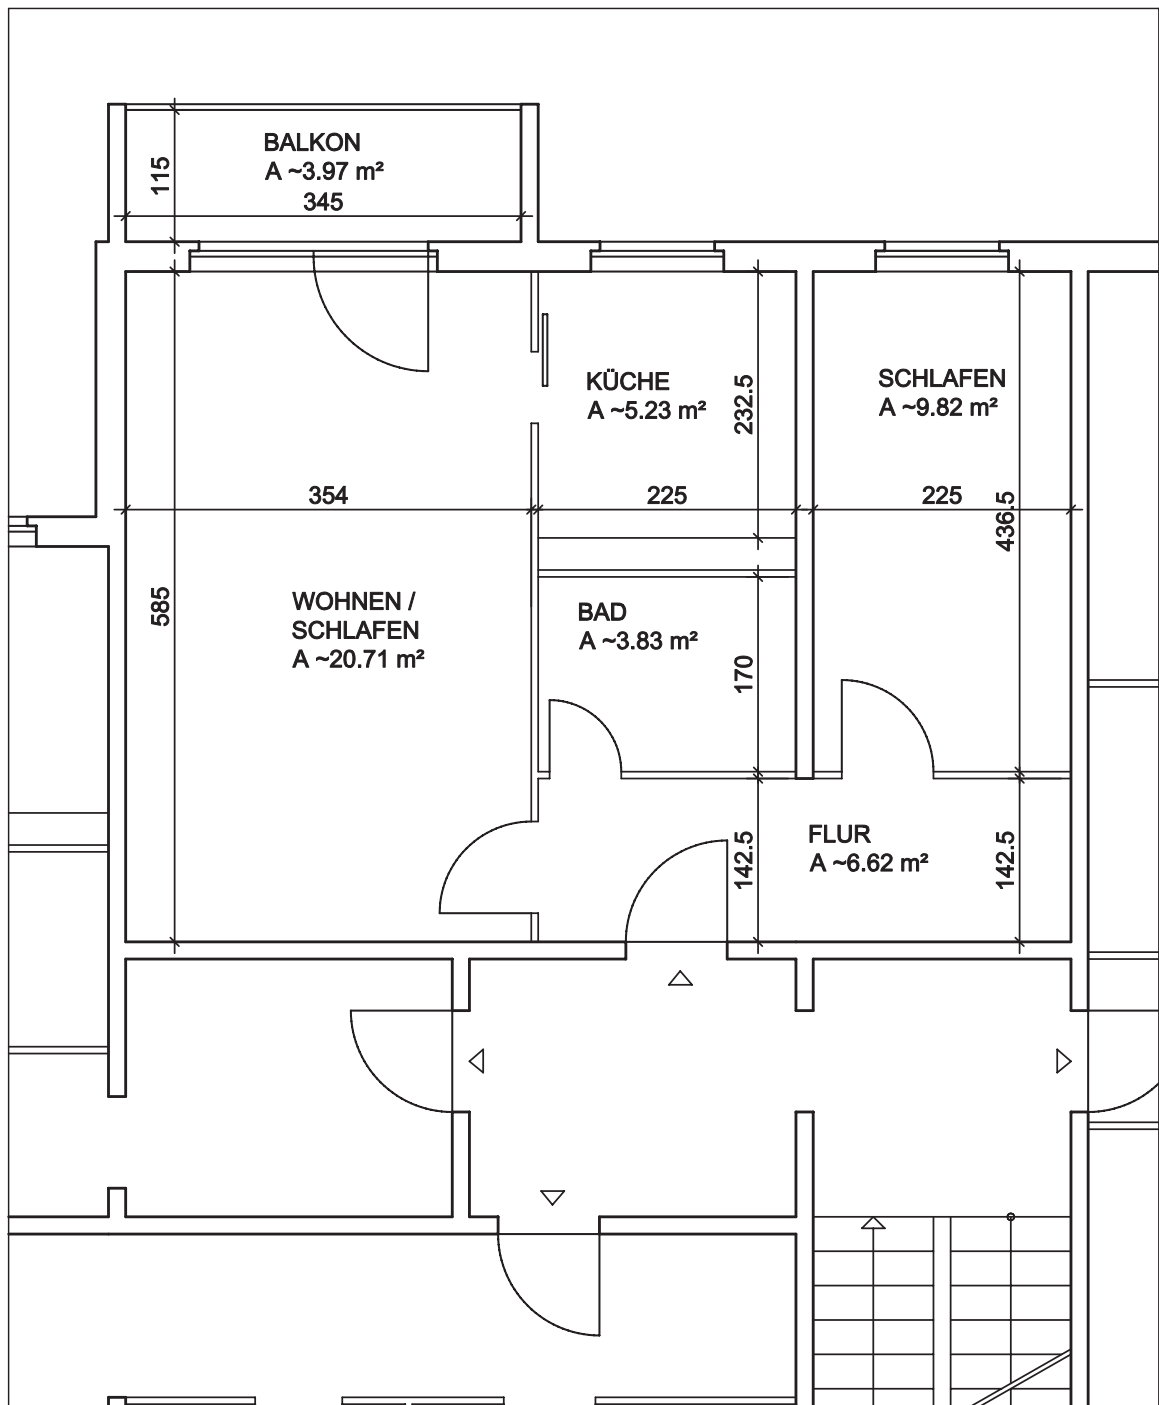 BALKON
A ~3.97 m²
115
345
KÜCHE
A ~5.23 m²
232.5
SCHLAFEN
A ~9.82 m²
354
225
225
436.5
585
WOHNEN /
SCHLAFEN
A ~20.71 m²
BAD
A ~3.83 m²
170
FLUR
A ~6.62 m²
142.5
142.5